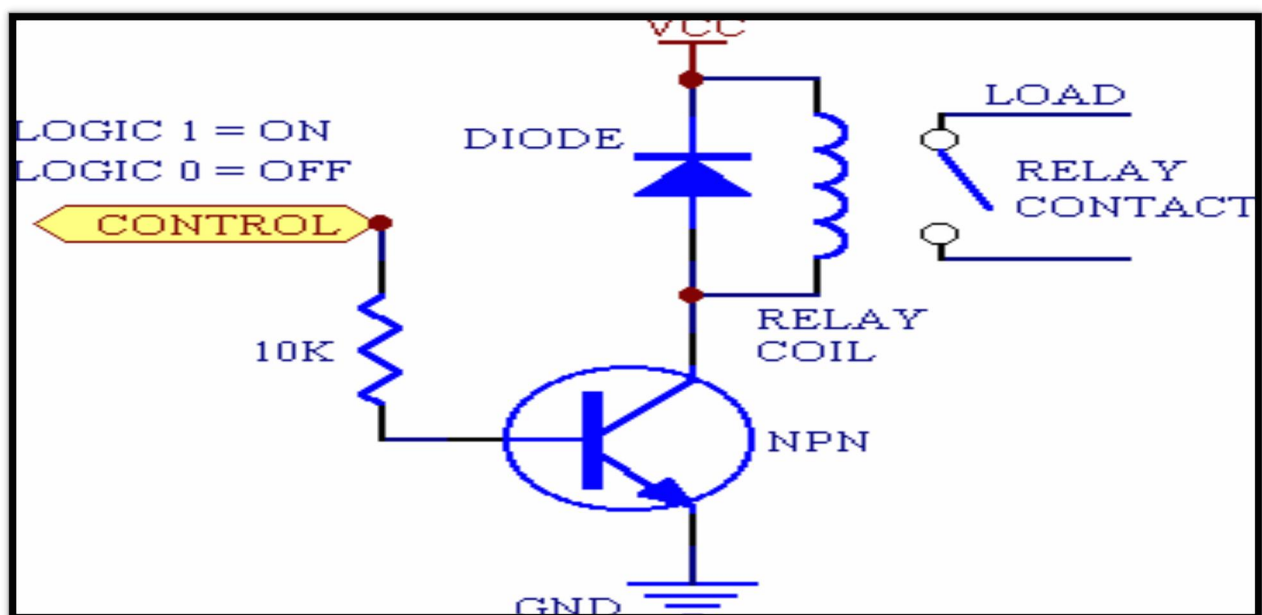 VCC
LOGIC 1 = ON
LOGIC 0 = OFF
CONTROL
DIODE
LOAD
RELAY
CONTACT
10K
RELAY
COIL
NPN
GND